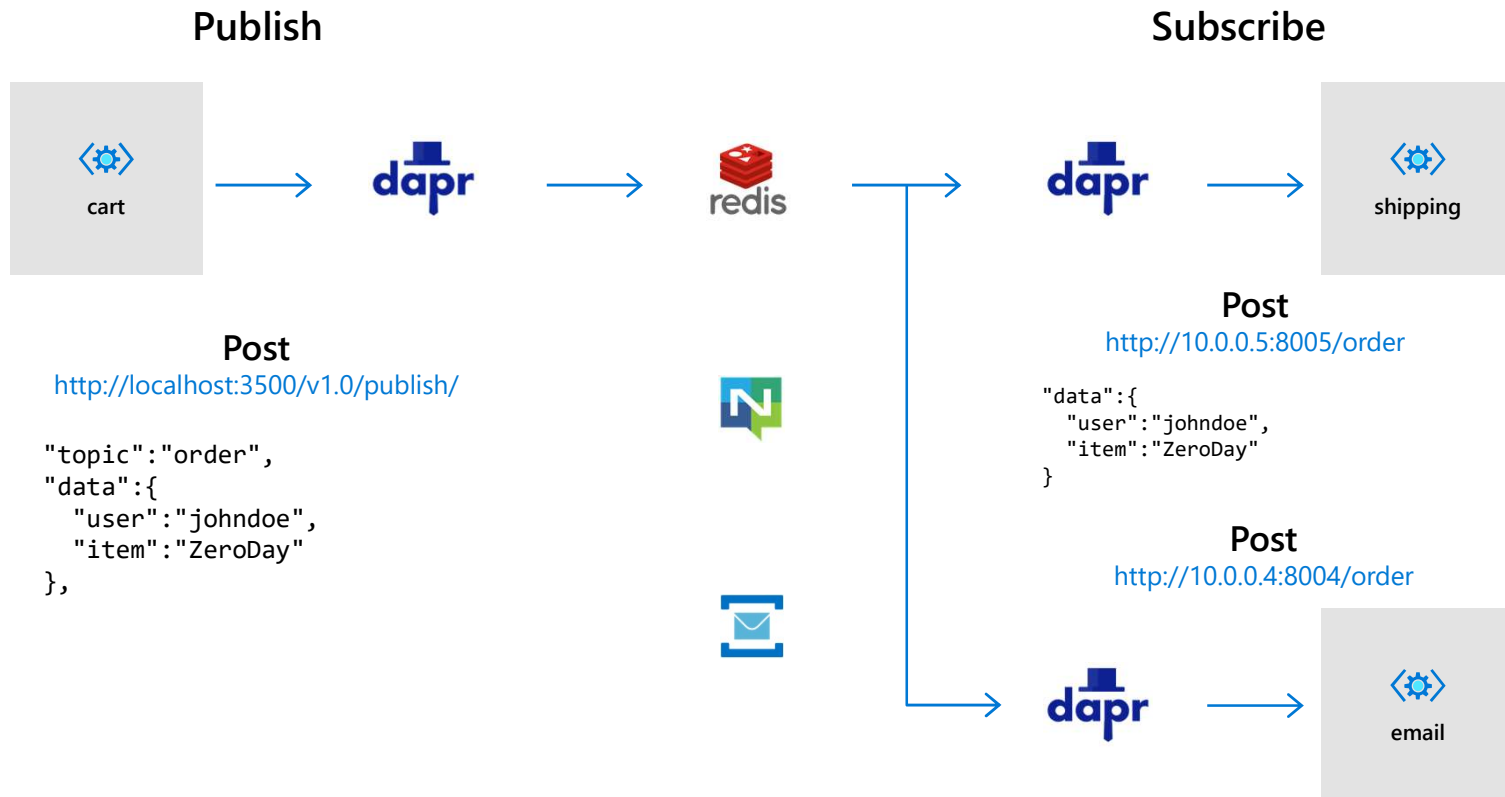 Publish
Subscribe
cart
dapr
redis
dapr
shipping
Post
http://localhost:3500/v1.0/publish/
"topic":"order",
"data":{
  "user":"johndoe",
  "item":"ZeroDay"
},
N
Post
http://10.0.0.5:8005/order
"data":{
  "user":"johndoe",
  "item":"ZeroDay"
}
Post
http://10.0.0.4:8004/order
dapr
email